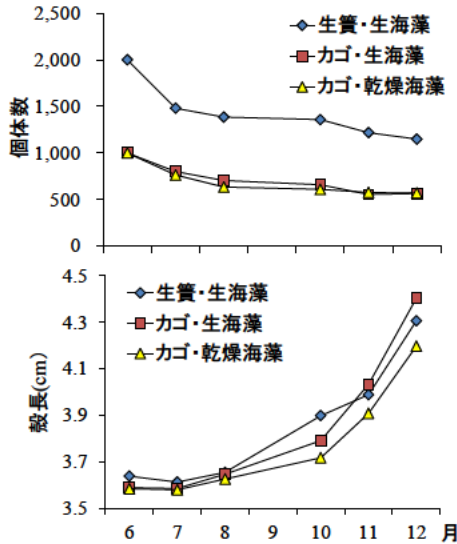 2,500
2,000
1,500
1,000
500
0
個体数
生簀・生海藻
カゴ・生海藻
カゴ・乾燥海藻
4.5
4.3
4.1
3.9
3.7
3.5
殻長(cm)
生簀・生海藻
カゴ・生海藻
カゴ・乾燥海藻
6 7 8 9 10 11 12 月